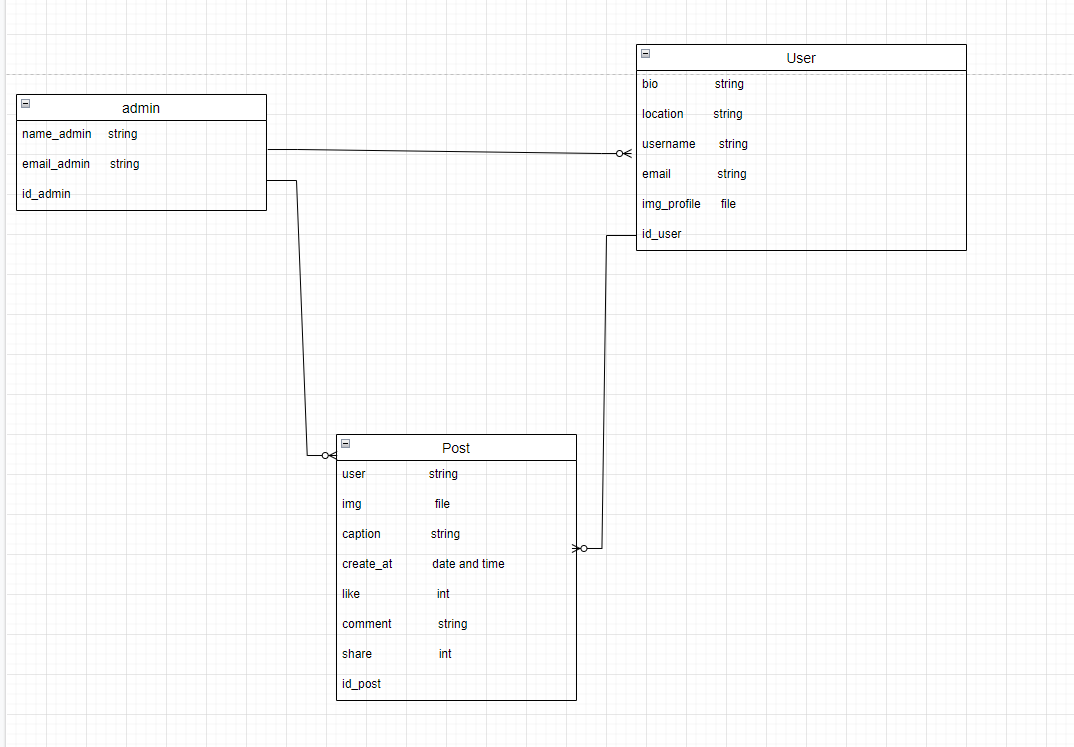 admin
name_admin string
email_admin string
id_admin
User
bio string
location string
username string
email string
img_profile file
id_user
Post
user string
img file
caption string
create_at date and time
like int
comment string
share int
id_post